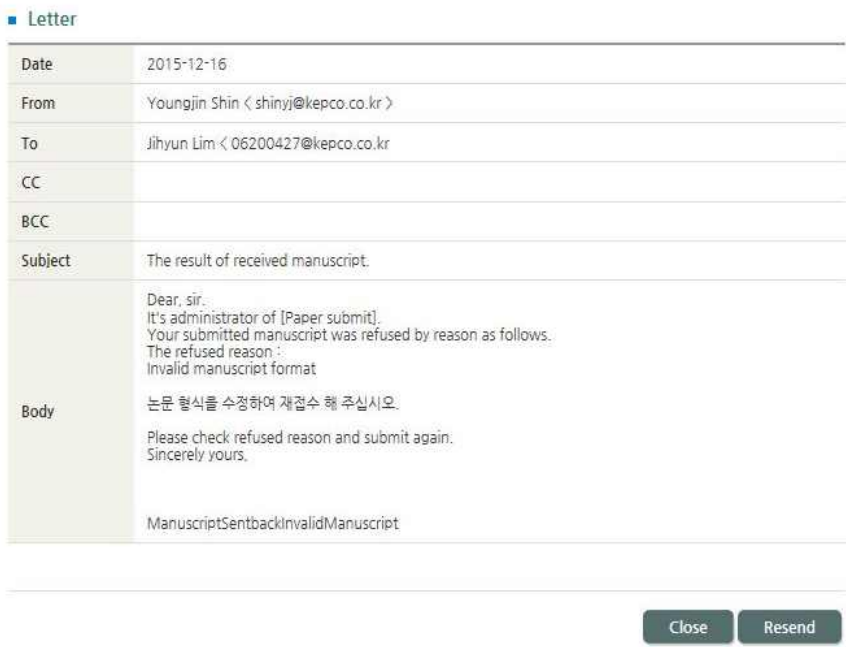 Letter
Date 2015-12-16
From Youngjin Shin < shinyj@kepco.co.kr >
To Jihyun Lim < 06200427@kepco.co.kr
CC
BCC
Subject The result of received manuscript.
Body
Dear, sir.
It's administrator of [Paper submit].
Your submitted manuscript was refused by reason as follows.
The refused reason :
Invalid manuscript format
논문 형식를 수정하여 재접수 해 주십시오.
Please check refused reason and submit again.
Sincerely yours,
ManuscriptSentbackInvalidManuscript
Close Resend